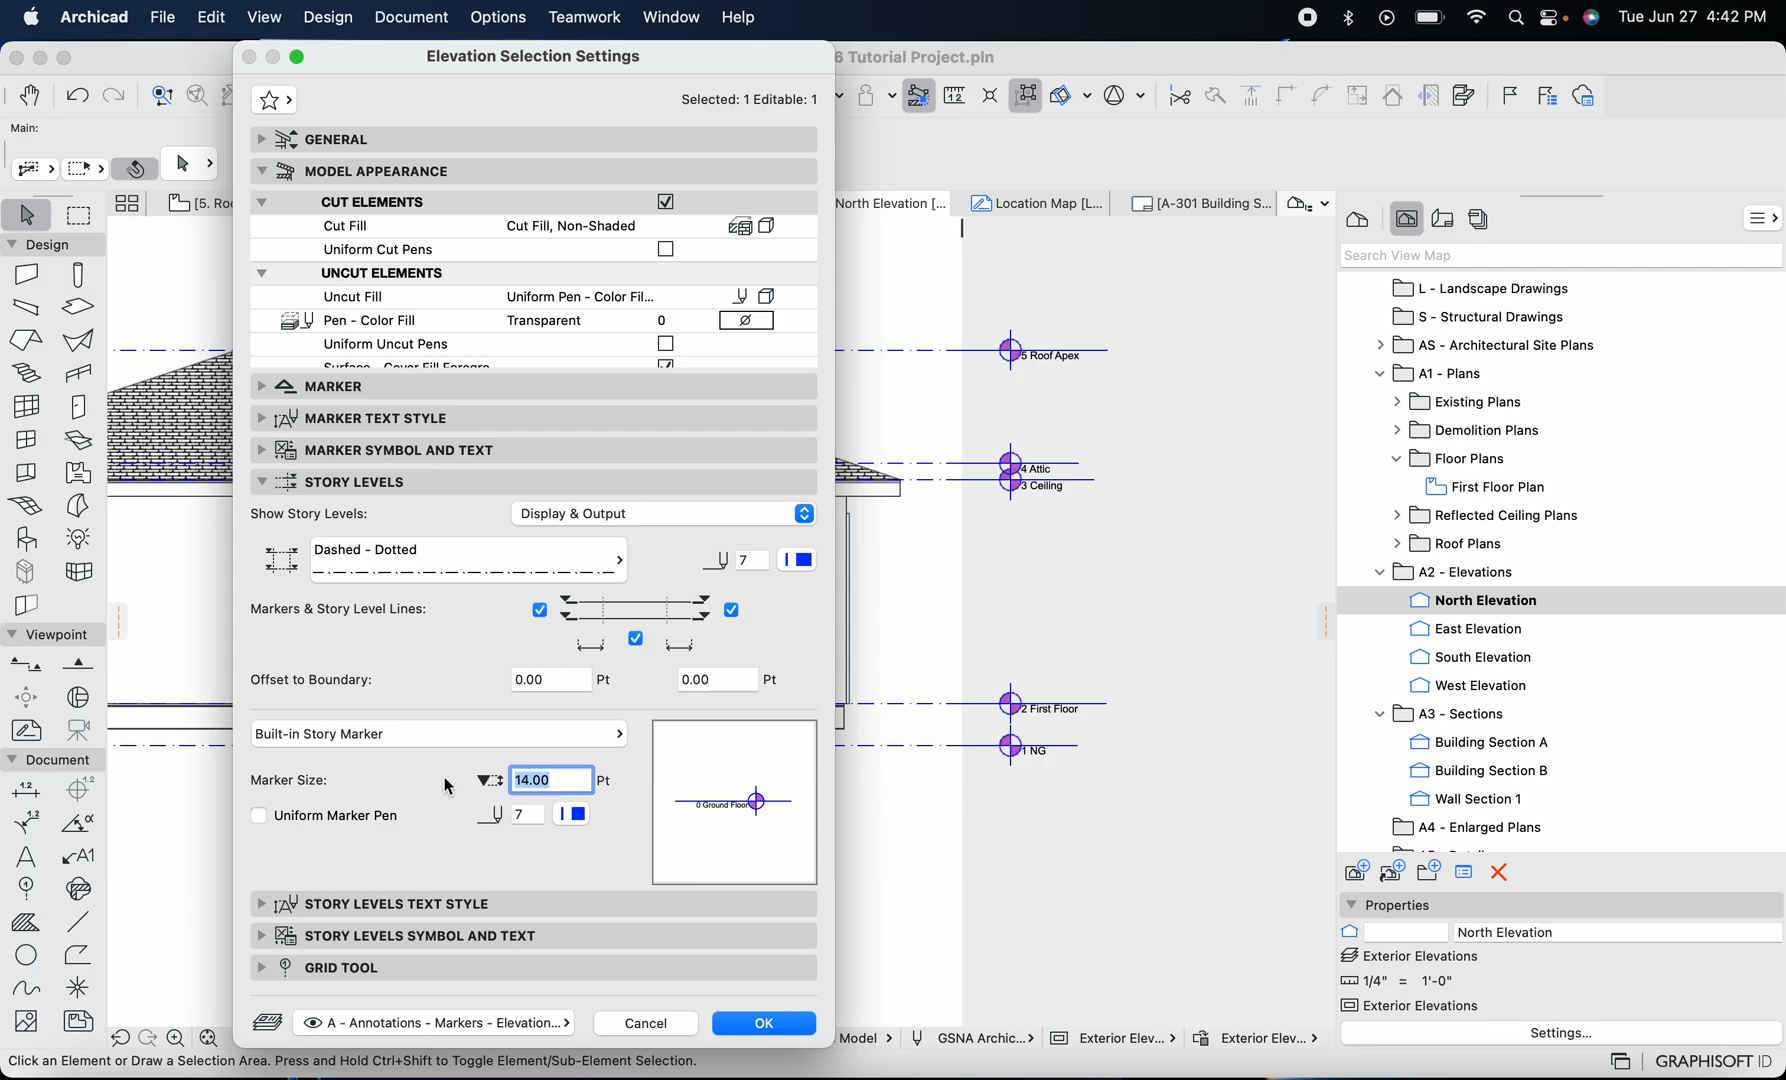 Archicad File Edit View Design Document Options Teamwork Window Help Tue Jun 27 4:42 PM
Elevation Selection Settings
6 Tutorial Project.pln
Selected: 1 Editable: 1
Main:
GENERAL
MODEL APPEARANCE
CUT ELEMENTS
Cut Fill Cut Fill, Non-Shaded
Uniform Cut Pens
UNCUT ELEMENTS
Uncut Fill Uniform Pen - Color Fil...
Pen - Color Fill Transparent 0
Uniform Uncut Pens
MARKER
MARKER TEXT STYLE
MARKER SYMBOL AND TEXT
STORY LEVELS
Show Story Levels: Display & Output
Dashed - Dotted
7
Markers & Story Level Lines:
Offset to Boundary: 0.00 Pt 0.00 Pt
Built-in Story Marker
Marker Size: 14.00 Pt
Uniform Marker Pen 7
0 Ground Floor
STORY LEVELS TEXT STYLE
STORY LEVELS SYMBOL AND TEXT
GRID TOOL
A - Annotations - Markers - Elevation...
Cancel
OK
[5. Roo
North Elevation [...
Location Map [L...
[A-301 Building S...
Design
Viewpoint
Document
1.2
1.2
1.2
A1
5 Roof Apex
4 Attic
3 Ceiling
2 First Floor
1 NG
Search View Map
L - Landscape Drawings
S - Structural Drawings
AS - Architectural Site Plans
A1 - Plans
Existing Plans
Demolition Plans
Floor Plans
First Floor Plan
Reflected Ceiling Plans
Roof Plans
A2 - Elevations
North Elevation
East Elevation
South Elevation
West Elevation
A3 - Sections
Building Section A
Building Section B
Wall Section 1
A4 - Enlarged Plans
Properties
North Elevation
Exterior Elevations
1/4" = 1'-0"
Exterior Elevations
Settings...
Model
GSNA Archic...
Exterior Elev...
Exterior Elev...
Click an Element or Draw a Selection Area. Press and Hold Ctrl+Shift to Toggle Element/Sub-Element Selection.
GRAPHISOFT ID